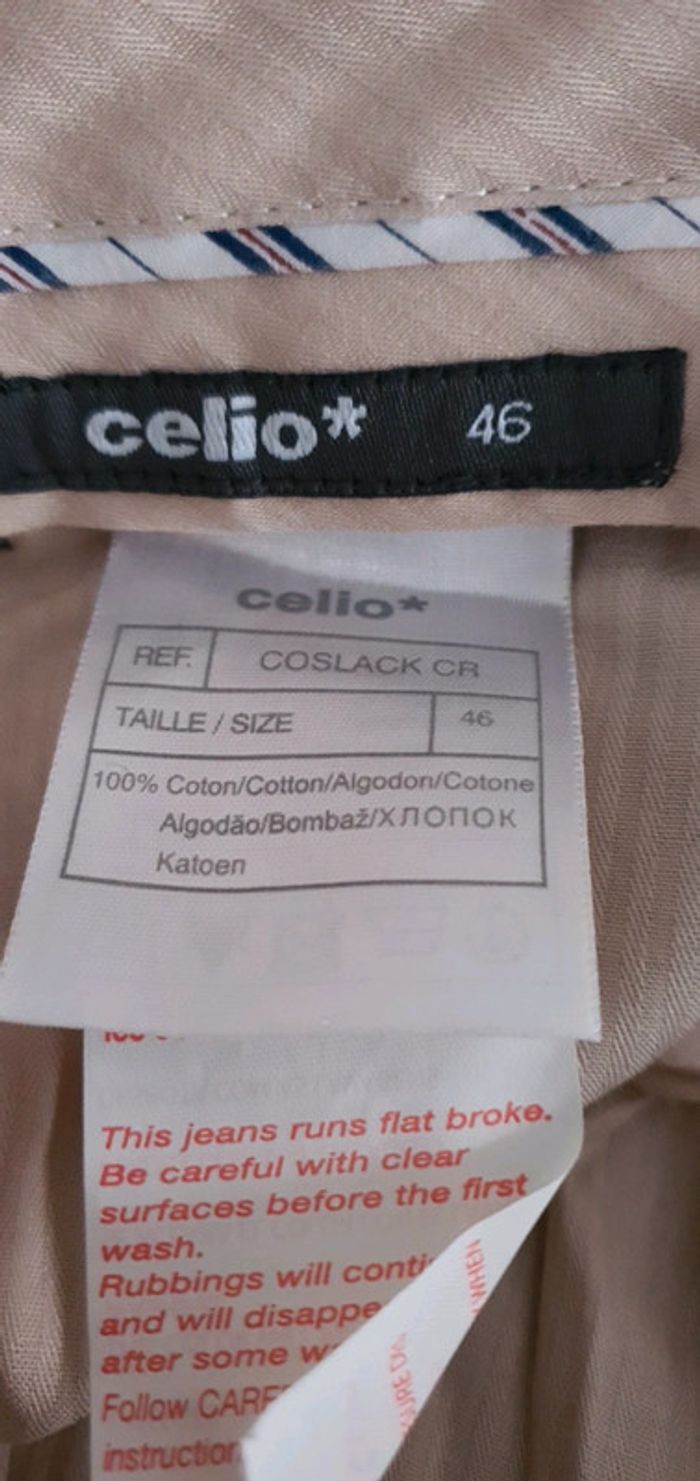 celio* 46
celio*
REF. COSLACK CR
TAILLE / SIZE 46
100% Coton/Cotton/Algodon/Cotone
Algodão/Bombaž/ХЛОПОК
Katoen
This jeans runs flat broke.
Be careful with clear
surfaces before the first
wash.
Rubbings will conti
and will disappe
after some w
Follow CARE
instruction
WHEN